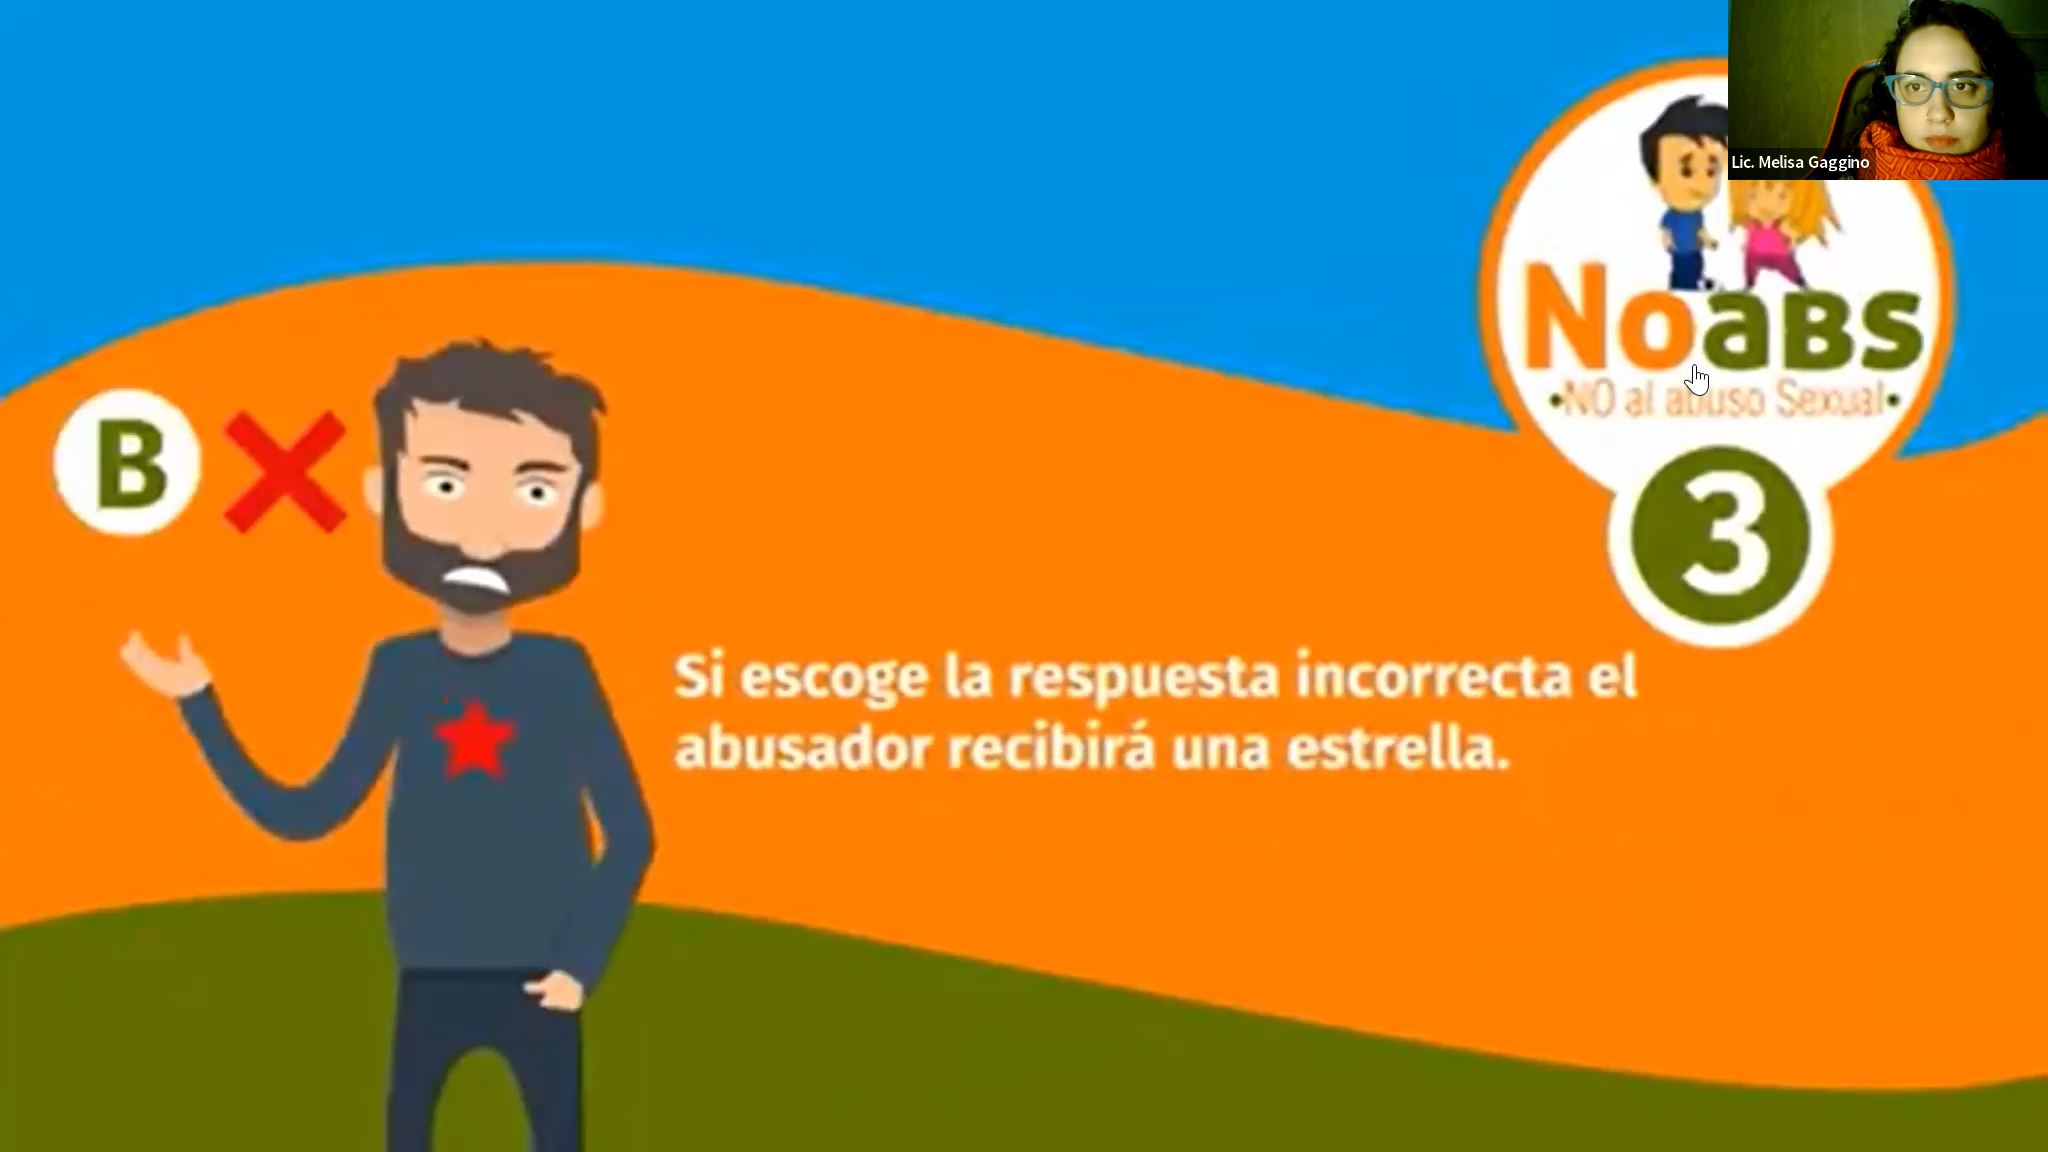 Lic. Melisa Gaggino
Noabs
•NO al abuso Sexual•
B
3
Si escoge la respuesta incorrecta el
abusador recibirá una estrella.